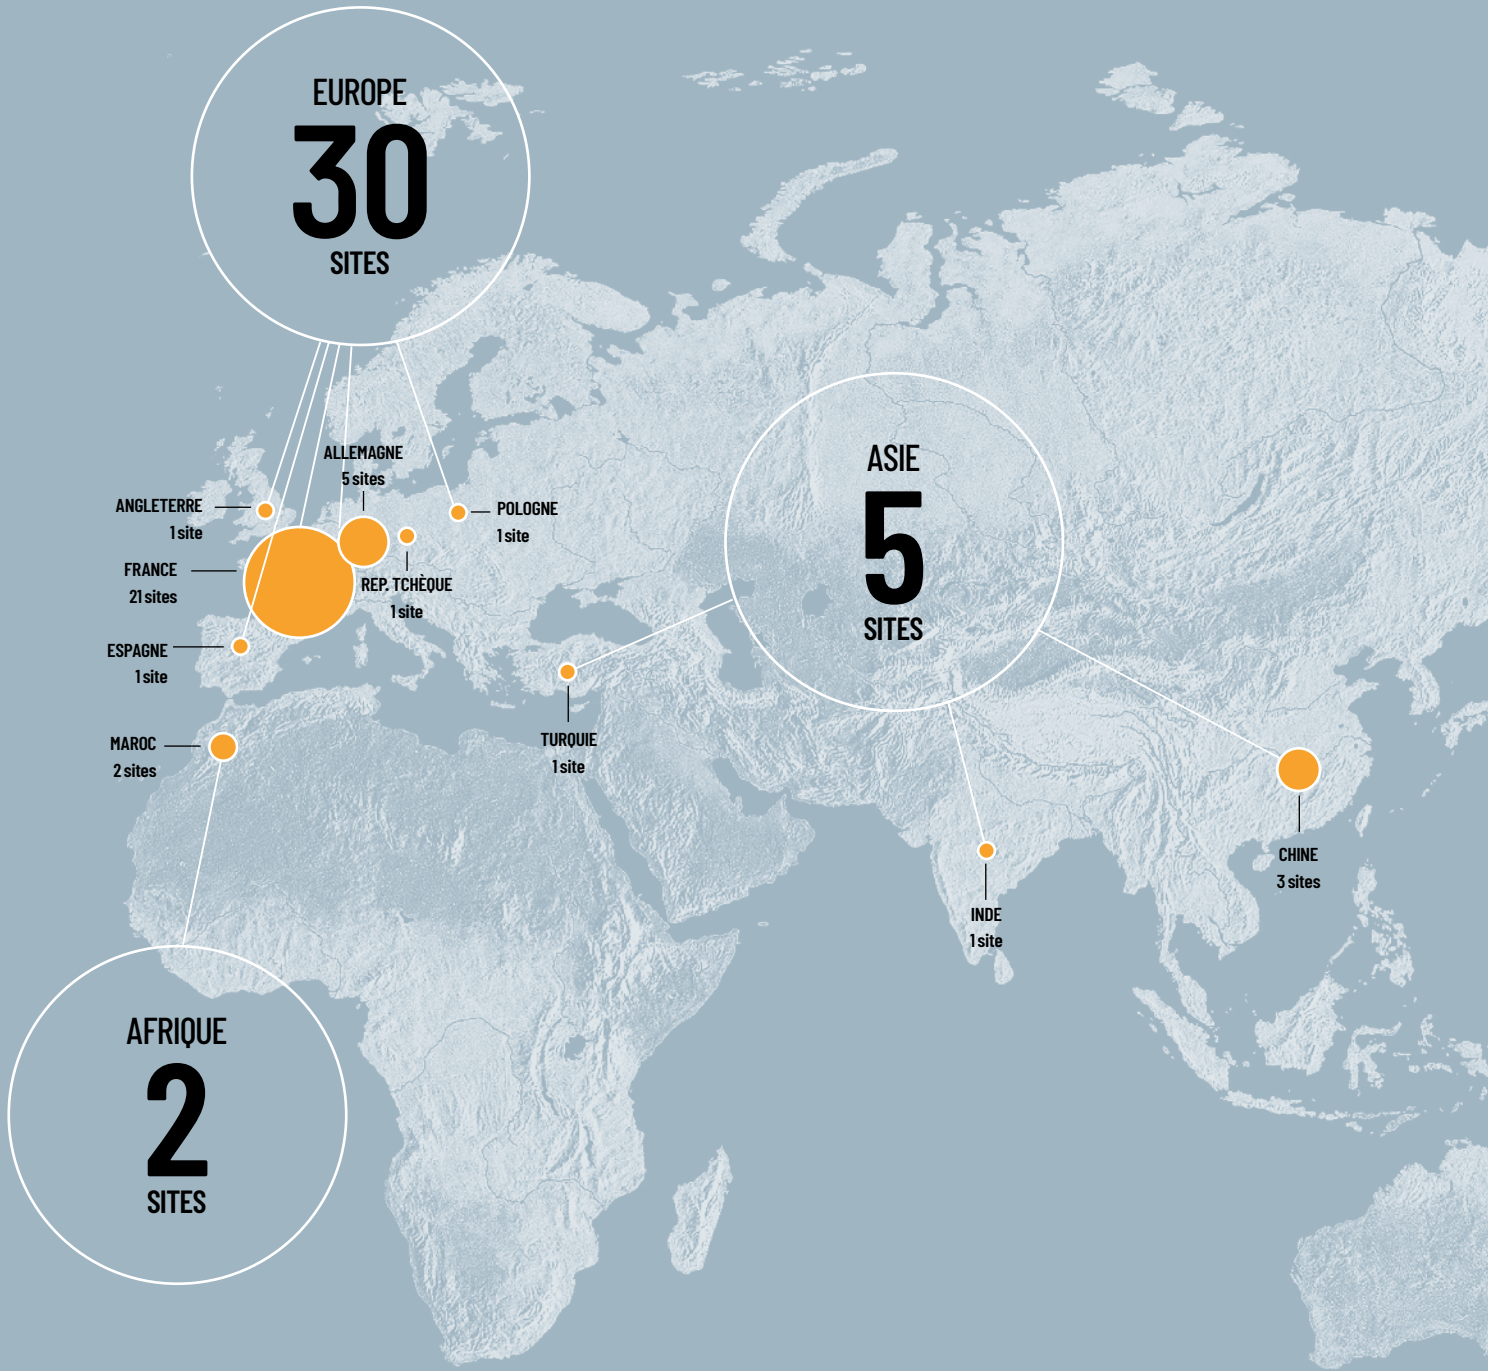 EUROPE
30
SITES
ALLEMAGNE
5 sites
ANGLETERRE
1 site
POLOGNE
1 site
FRANCE
21 sites
REP. TCHÈQUE
1 site
ESPAGNE
1 site
MAROC
2 sites
TURQUIE
1 site
ASIE
5
SITES
CHINE
3 sites
INDE
1 site
AFRIQUE
2
SITES